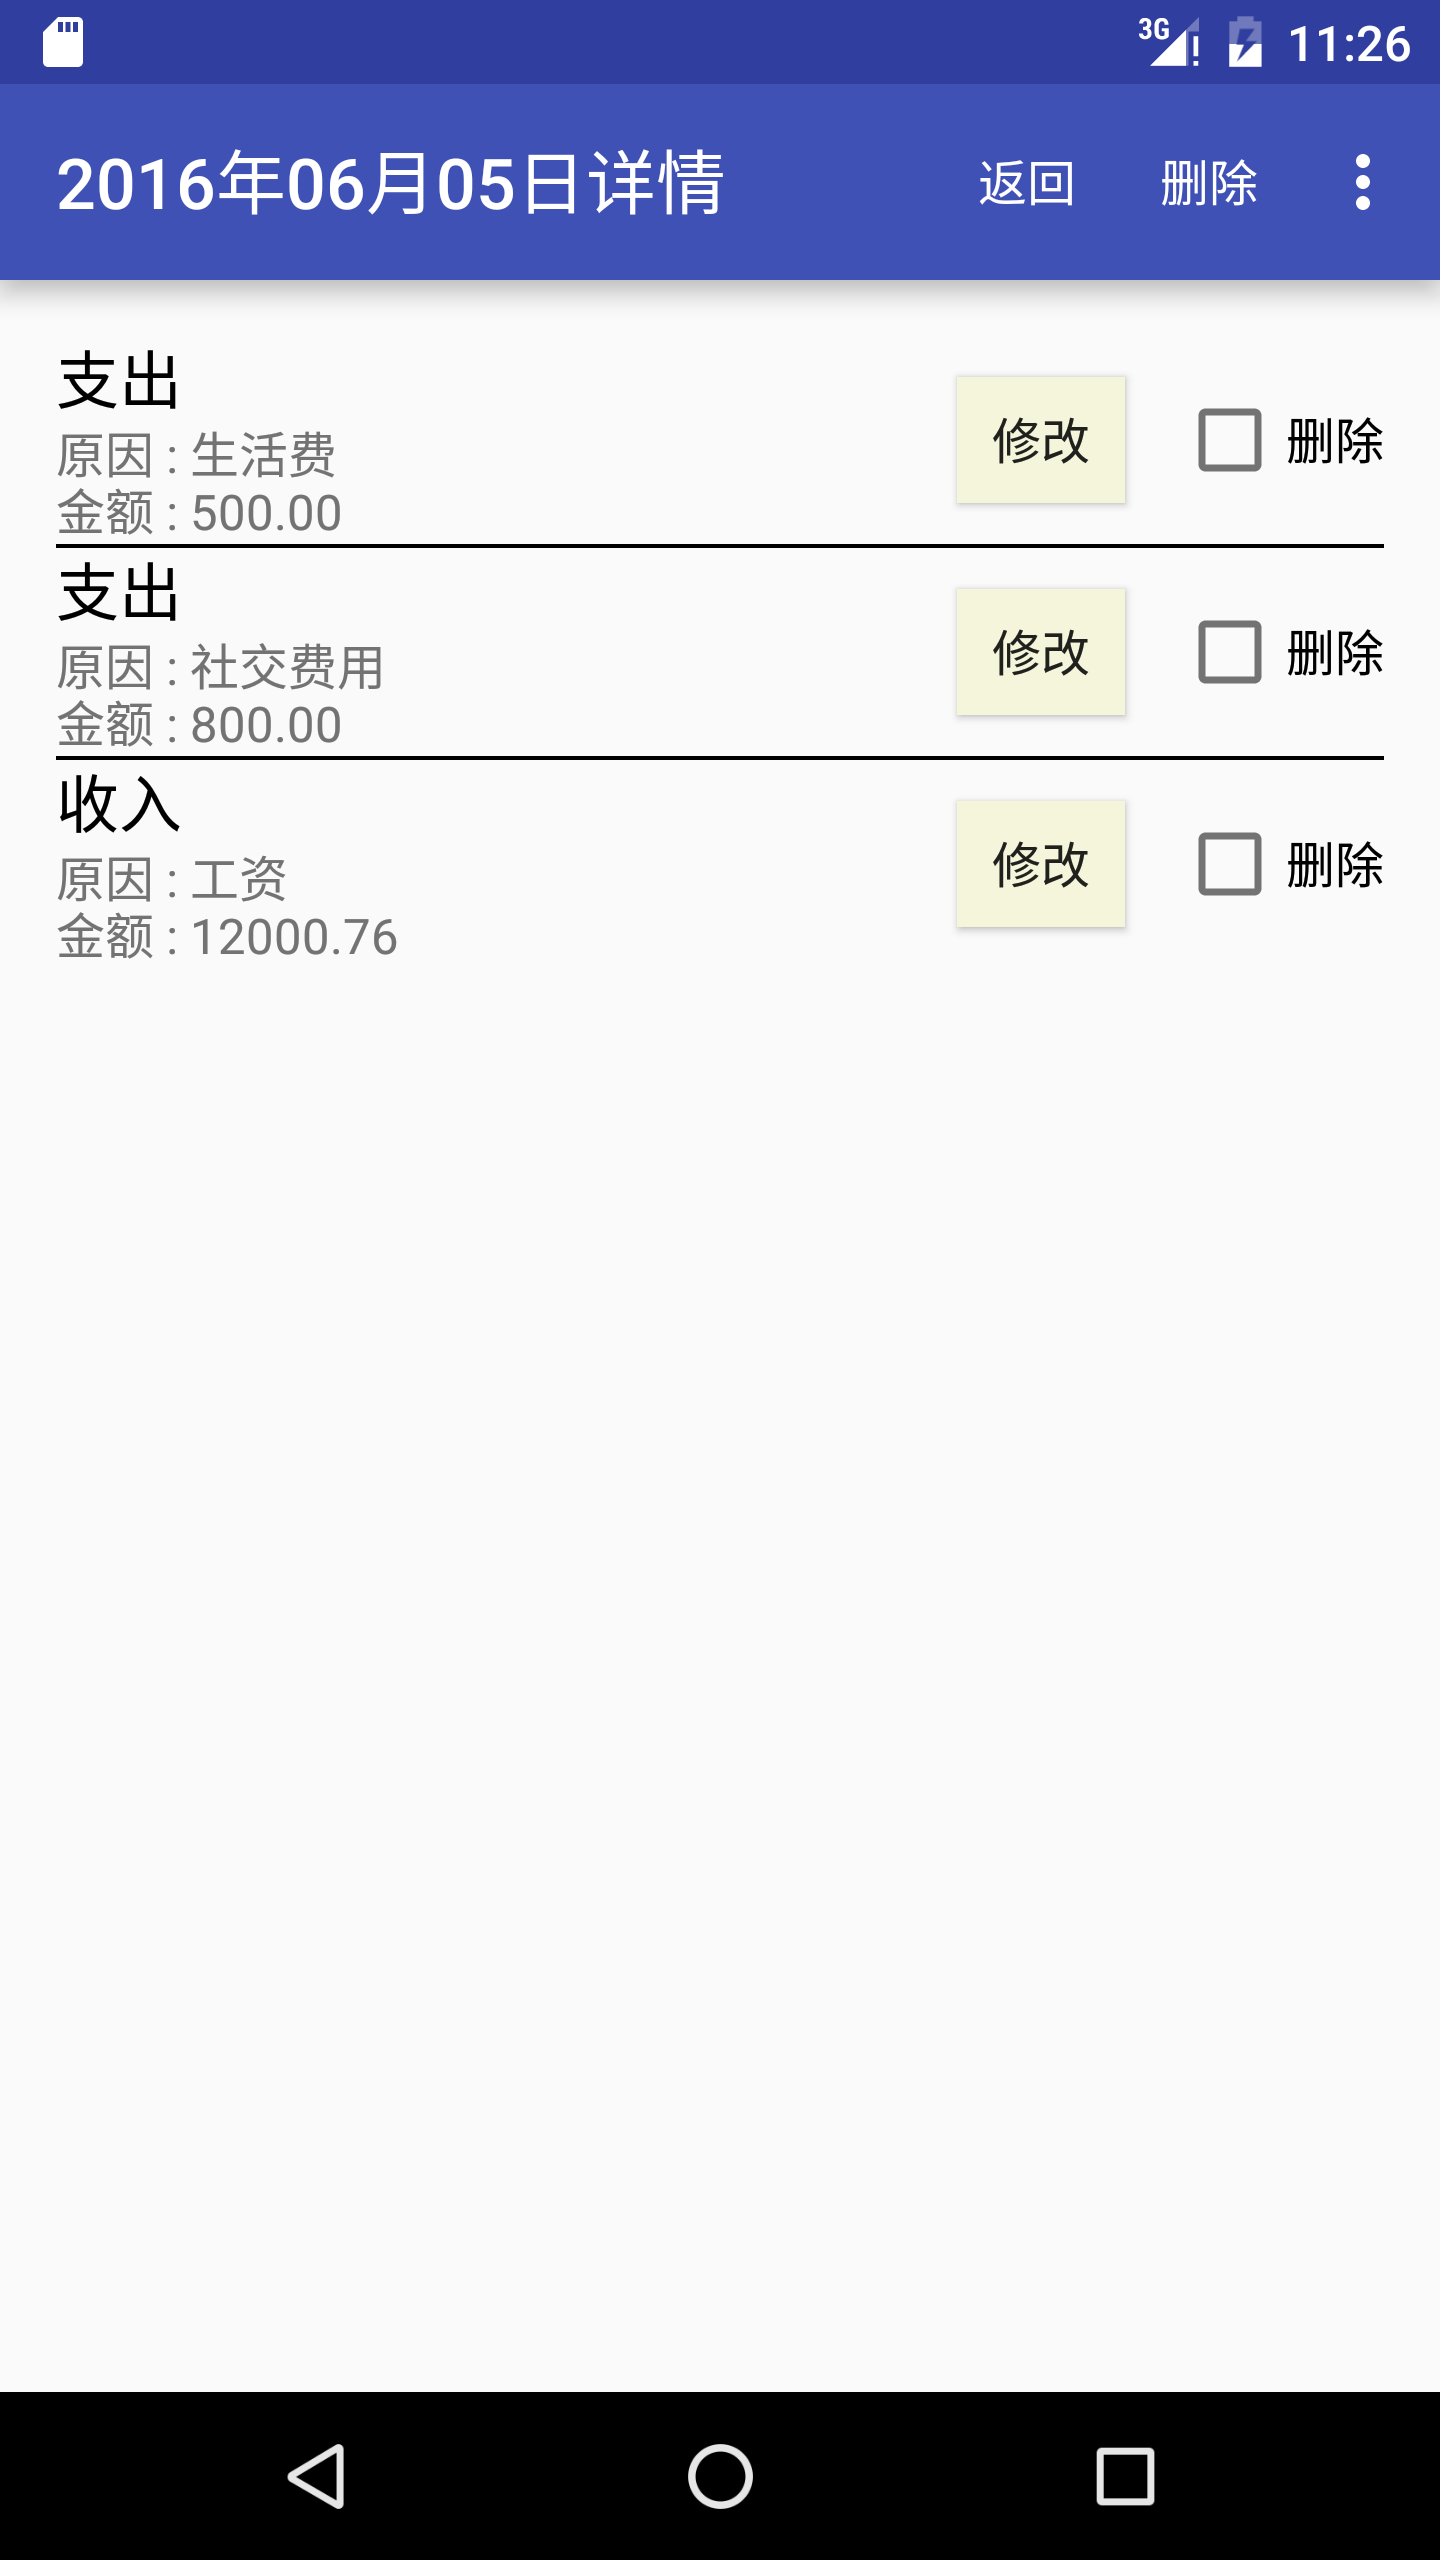 3G 11:26
2016年06月05日详情 返回 删除
支出
原因 : 生活费
金额 : 500.00
修改 删除
支出
原因 : 社交费用
金额 : 800.00
修改 删除
收入
原因 : 工资
金额 : 12000.76
修改 删除